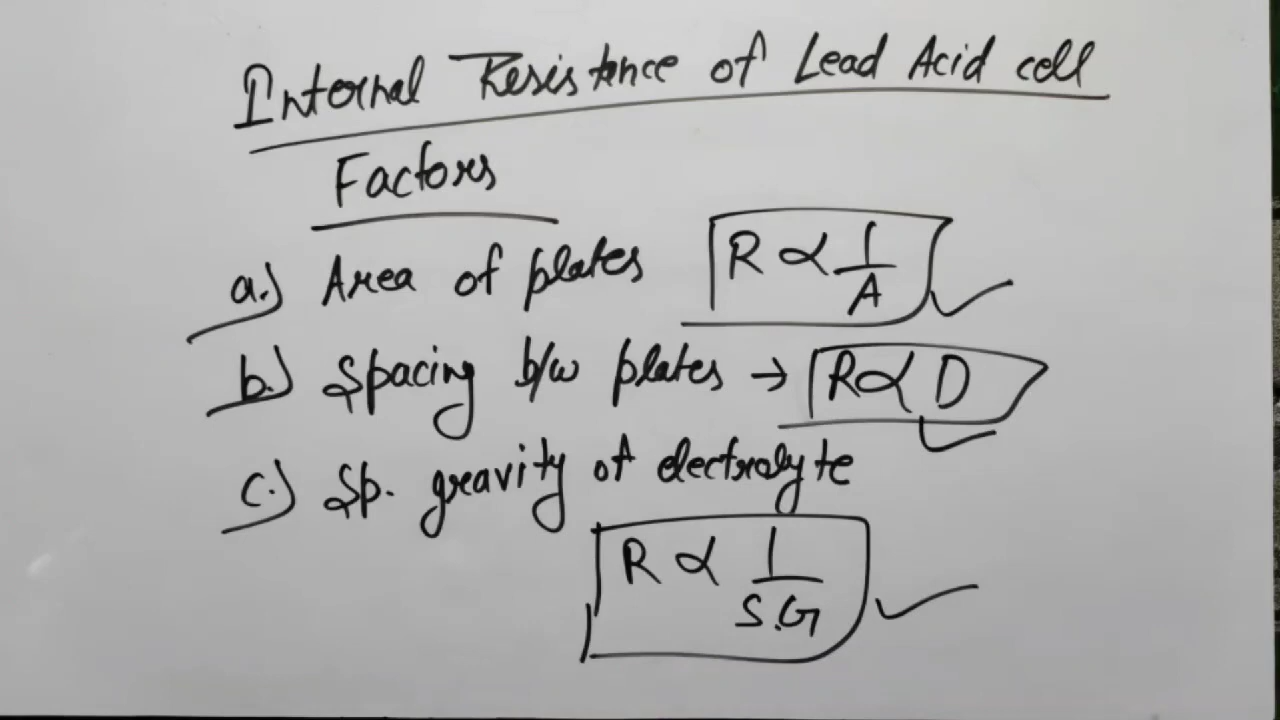 Internal Resistance of Lead Acid cell
Factors
a.) Area of plates R ∝ 1/A
b.) Spacing b/w plates → R ∝ D
c.) Sp. gravity of electrolyte
R ∝ 1/S.G